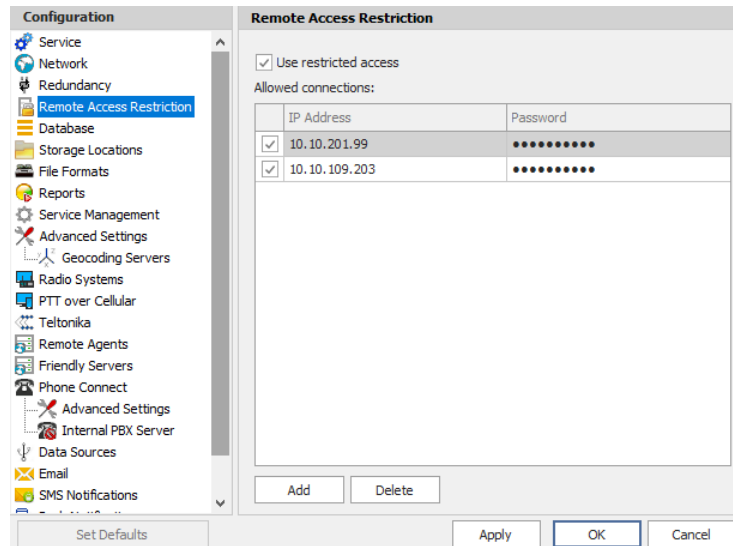 Configuration
Service
Network
Redundancy
Remote Access Restriction
Database
Storage Locations
File Formats
Reports
Service Management
Advanced Settings
Geocoding Servers
Radio Systems
PTT over Cellular
Teltonika
Remote Agents
Friendly Servers
Phone Connect
Advanced Settings
Internal PBX Server
Data Sources
Email
SMS Notifications
Set Defaults
Remote Access Restriction
Use restricted access
Allowed connections:
IP Address Password
10.10.201.99 ●●●●●●●●●●
10.10.109.203 ●●●●●●●●●●
Add Delete
Apply OK Cancel